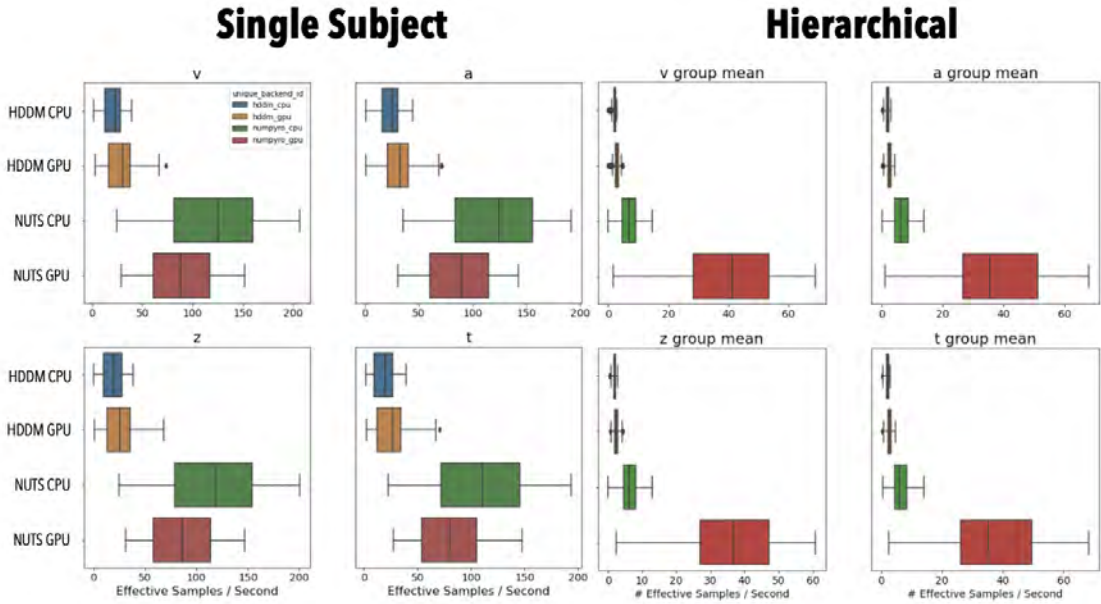 Single Subject
Hierarchical
v
a
v group mean
a group mean
HDDM CPU
HDDM GPU
NUTS CPU
NUTS GPU
unique_backend_id
hddm_cpu
hddm_gpu
numpyro_cpu
numpyro_gpu
0 50 100 150 200
0 50 100 150 200
0 20 40 60
0 20 40 60
z
t
z group mean
t group mean
HDDM CPU
HDDM GPU
NUTS CPU
NUTS GPU
0 50 100 150 200
0 50 100 150 200
0 10 20 30 40 50 60
0 20 40 60
Effective Samples / Second
Effective Samples / Second
# Effective Samples / Second
# Effective Samples / Second